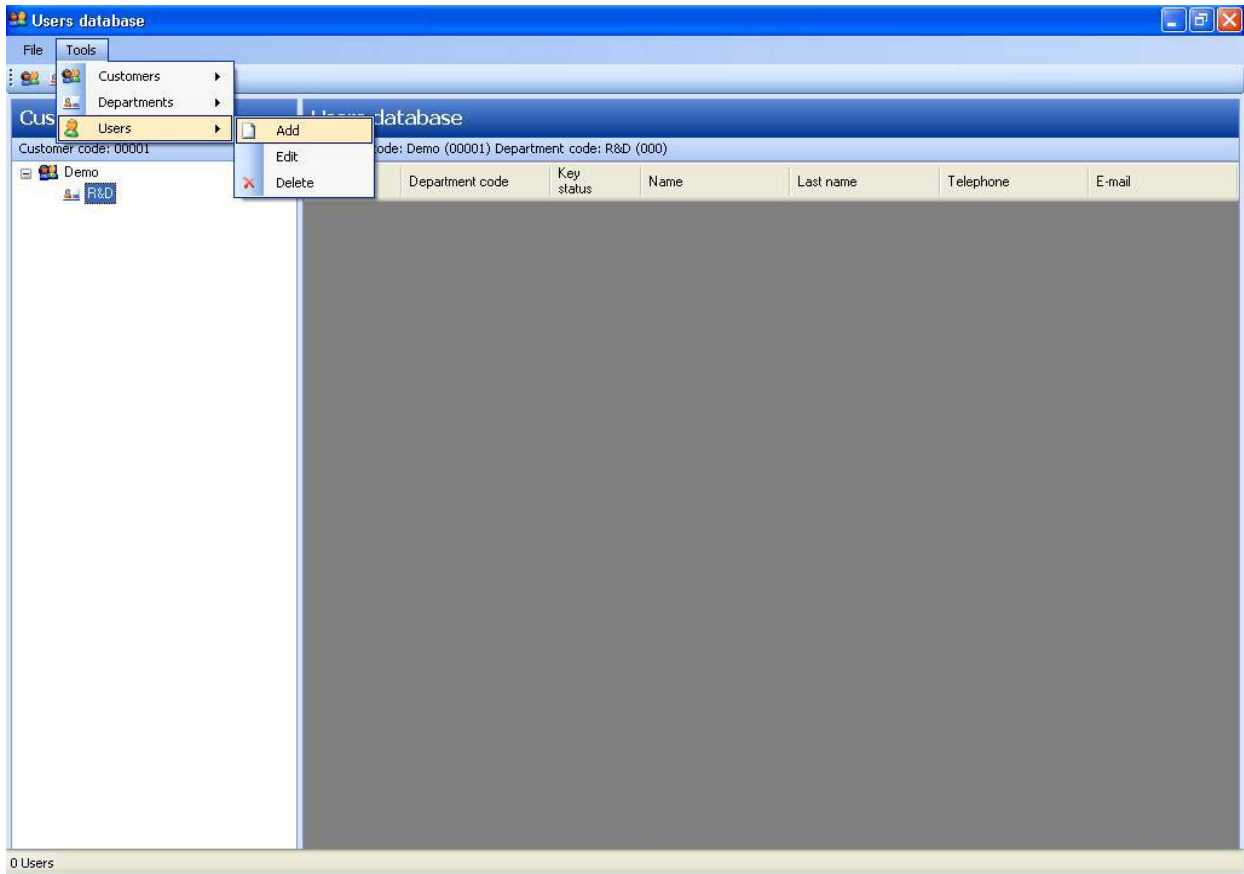 Users database
File Tools
Customers
Departments
Users
Add
Edit
Delete
Cus
database
Customer code: 00001
ode: Demo (00001) Department code: R&D (000)
Demo
R&D
Department code Key status Name Last name Telephone E-mail
0 Users